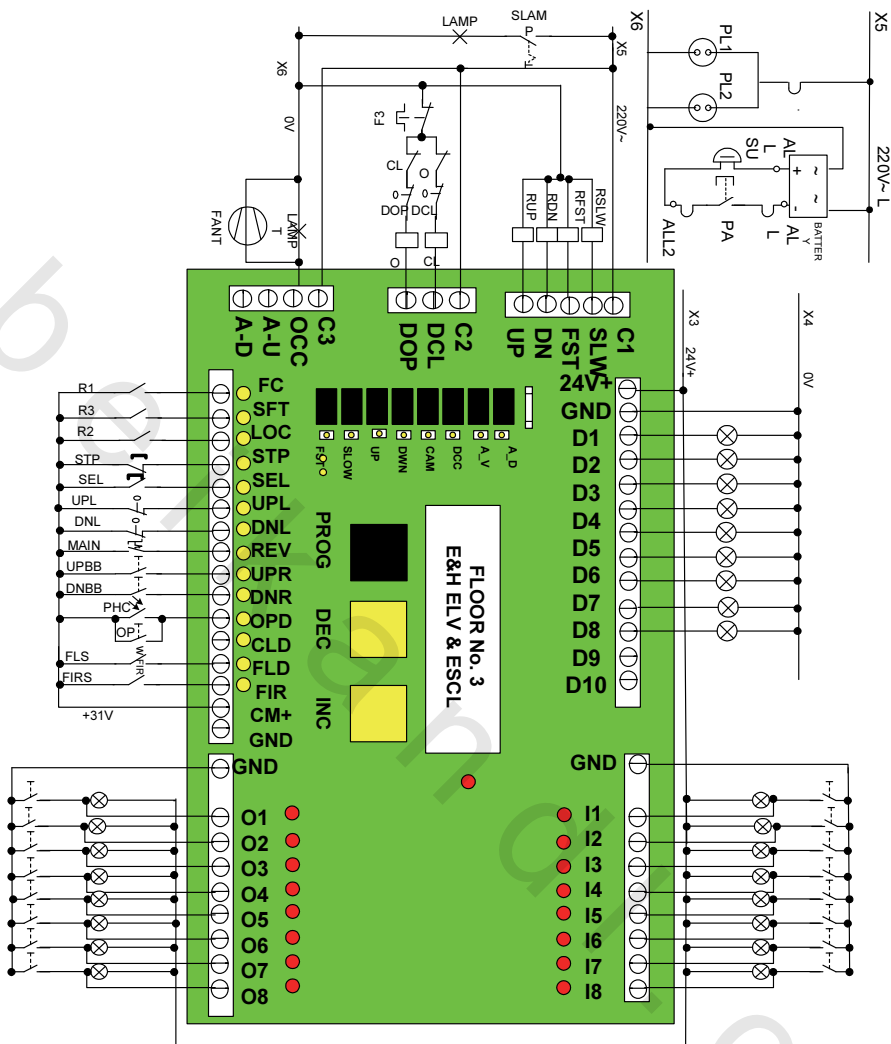 LAMP
SLAM
P
X5
X6
0V
220V~
F3
CL
O
DOP
DCL
O
CL
FANT
LAMP
T
RUP
RDN
RFST
RSLW
X6
X5
PL1
PL2
220V~ L
AL
L
SU
+ ~
- ~
BATTER
Y
AL
L
PA
ALL2
X3
24V+
X4
0V
A-D
A-U
OCC
C3
DOP
DCL
C2
UP
DN
FST
SLW
C1
FC
SFT
LOC
STP
SEL
UPL
DNL
REV
UPR
DNR
OPD
CLD
FLD
FIR
CM+
GND
R1
R3
R2
STP
SEL
UPL
DNL
MAIN
UPBB
DNBB
PHC
OP
W FIR
FLS
FIRS
+31V
FST
SLOW
UP
DWN
CAM
DCC
A_V
A_D
PROG
DEC
INC
FLOOR No. 3
E&H ELV & ESCL
24V+
GND
D1
D2
D3
D4
D5
D6
D7
D8
D9
D10
GND
O1
O2
O3
O4
O5
O6
O7
O8
GND
I1
I2
I3
I4
I5
I6
I7
I8